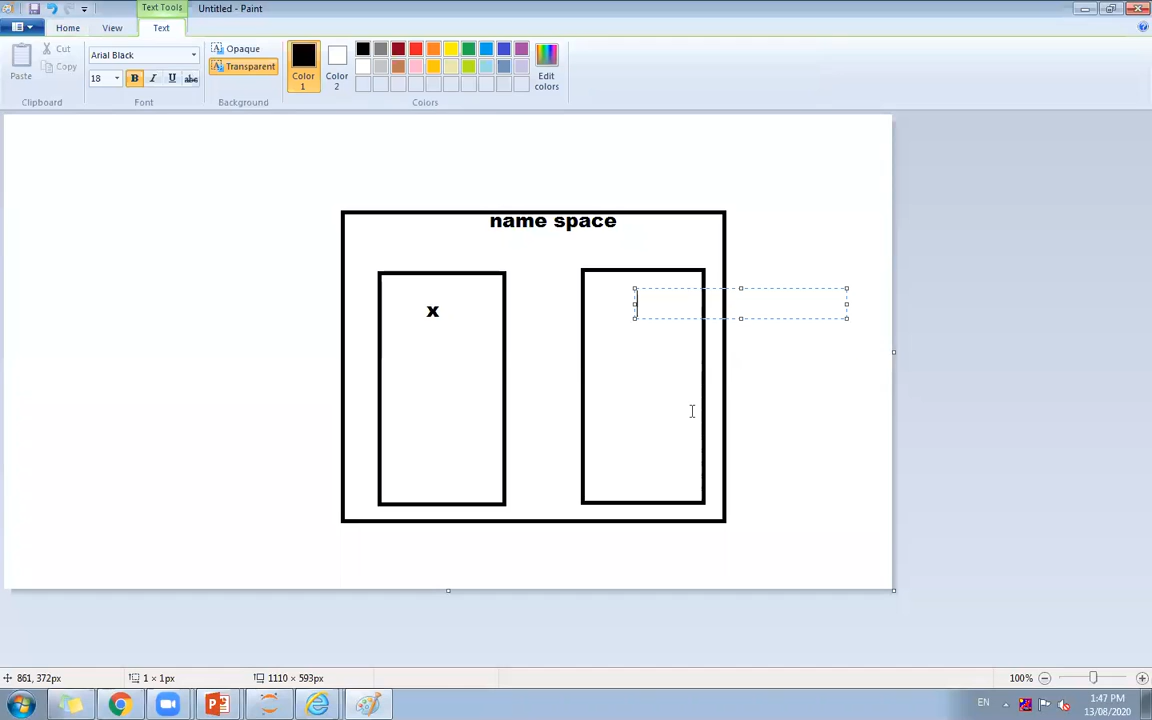 Text Tools
Untitled - Paint
Home
View
Text
Paste
Cut
Copy
Clipboard
Arial Black
18
B
I
U
abc
Font
Opaque
Transparent
Background
Color
1
Color
2
Edit
colors
Colors
name space
x
861, 372px
1 × 1px
1110 × 593px
100%
EN
1:47 PM
13/08/2020